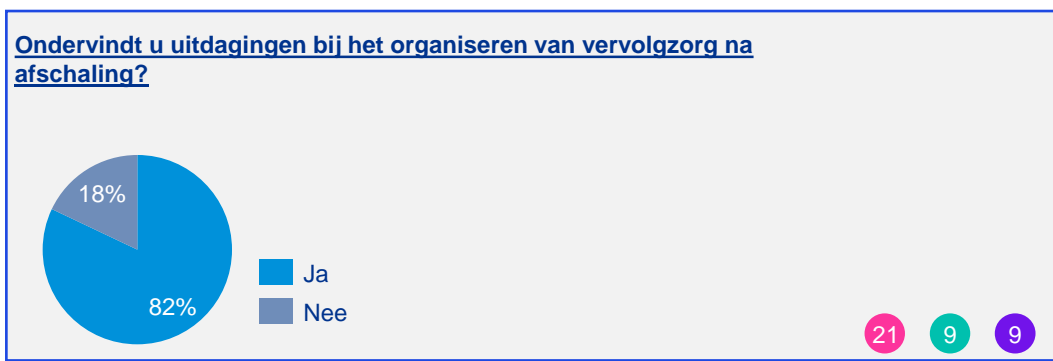 Ondervindt u uitdagingen bij het organiseren van vervolgzorg na
afschaling?
18%
82%
Ja
Nee
21 9 9